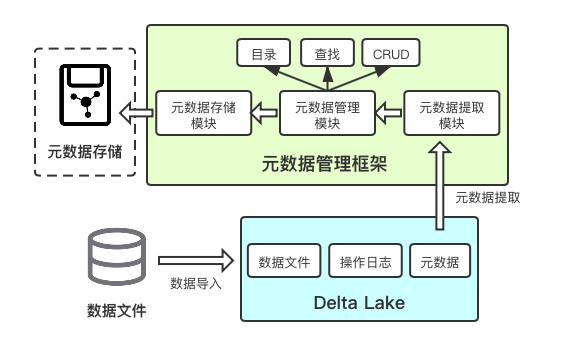 目录
查找
CRUD
元数据存储
模块
元数据管理
模块
元数据提取
模块
元数据存储
元数据管理框架
元数据提取
数据文件
操作日志
元数据
数据导入
Delta Lake
数据文件